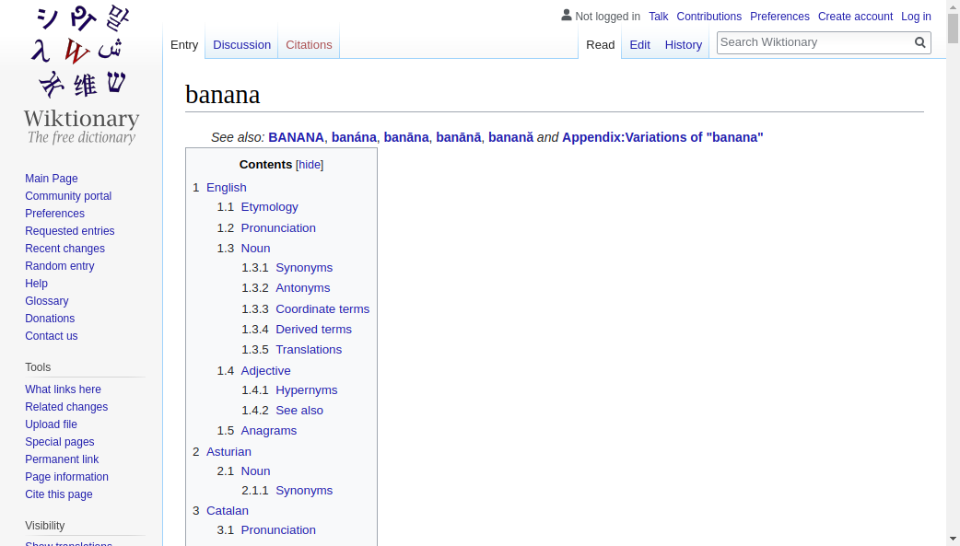 Not logged in Talk Contributions Preferences Create account Log in
Entry Discussion Citations Read Edit History Search Wiktionary
シ 말
λ W ش
维 ש
Wiktionary
The free dictionary
banana
See also: BANANA, banána, banāna, banānā, banană and Appendix:Variations of "banana"
Main Page
Community portal
Preferences
Requested entries
Recent changes
Random entry
Help
Glossary
Donations
Contact us
Tools
What links here
Related changes
Upload file
Special pages
Permanent link
Page information
Cite this page
Visibility
Show translations
Contents [hide]
1 English
1.1 Etymology
1.2 Pronunciation
1.3 Noun
1.3.1 Synonyms
1.3.2 Antonyms
1.3.3 Coordinate terms
1.3.4 Derived terms
1.3.5 Translations
1.4 Adjective
1.4.1 Hypernyms
1.4.2 See also
1.5 Anagrams
2 Asturian
2.1 Noun
2.1.1 Synonyms
3 Catalan
3.1 Pronunciation